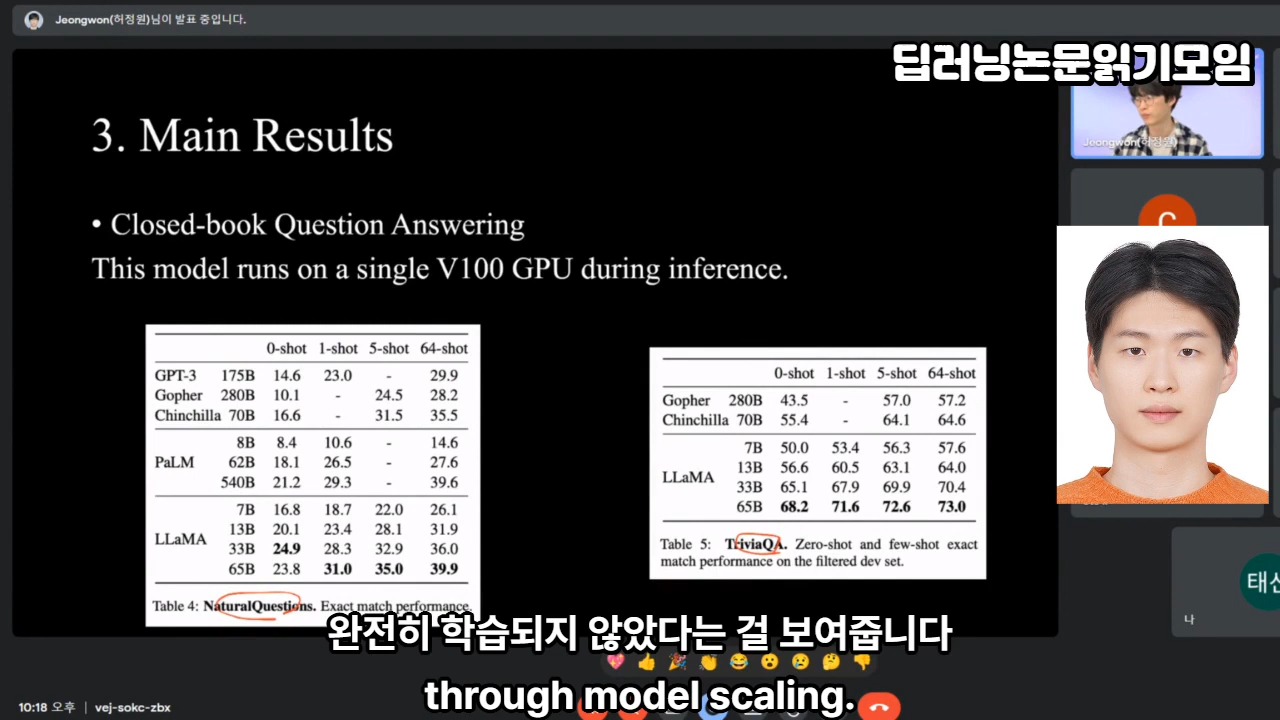 Jeongwon(허정원)님이 발표 중입니다.
딥러닝논문읽기모임
Jeongwon(허정원)
C
3. Main Results
• Closed-book Question Answering
This model runs on a single V100 GPU during inference.
0-shot 1-shot 5-shot 64-shot
GPT-3 175B 14.6 23.0 - 29.9
Gopher 280B 10.1 - 24.5 28.2
Chinchilla 70B 16.6 - 31.5 35.5
8B 8.4 10.6 - 14.6
PaLM 62B 18.1 26.5 - 27.6
540B 21.2 29.3 - 39.6
7B 16.8 18.7 22.0 26.1
13B 20.1 23.4 28.1 31.9
LLaMA
33B 24.9 28.3 32.9 36.0
65B 23.8 31.0 35.0 39.9
Table 4: NaturalQuestions. Exact match performance.
0-shot 1-shot 5-shot 64-shot
Gopher 280B 43.5 - 57.0 57.2
Chinchilla 70B 55.4 - 64.1 64.6
7B 50.0 53.4 56.3 57.6
13B 56.6 60.5 63.1 64.0
LLaMA
33B 65.1 67.9 69.9 70.4
65B 68.2 71.6 72.6 73.0
Table 5: TriviaQA. Zero-shot and few-shot exact
match performance on the filtered dev set.
태신
나
완전히 학습되지 않았다는 걸 보여줍니다
through model scaling.
10:18 오후 | vej-sokc-zbx